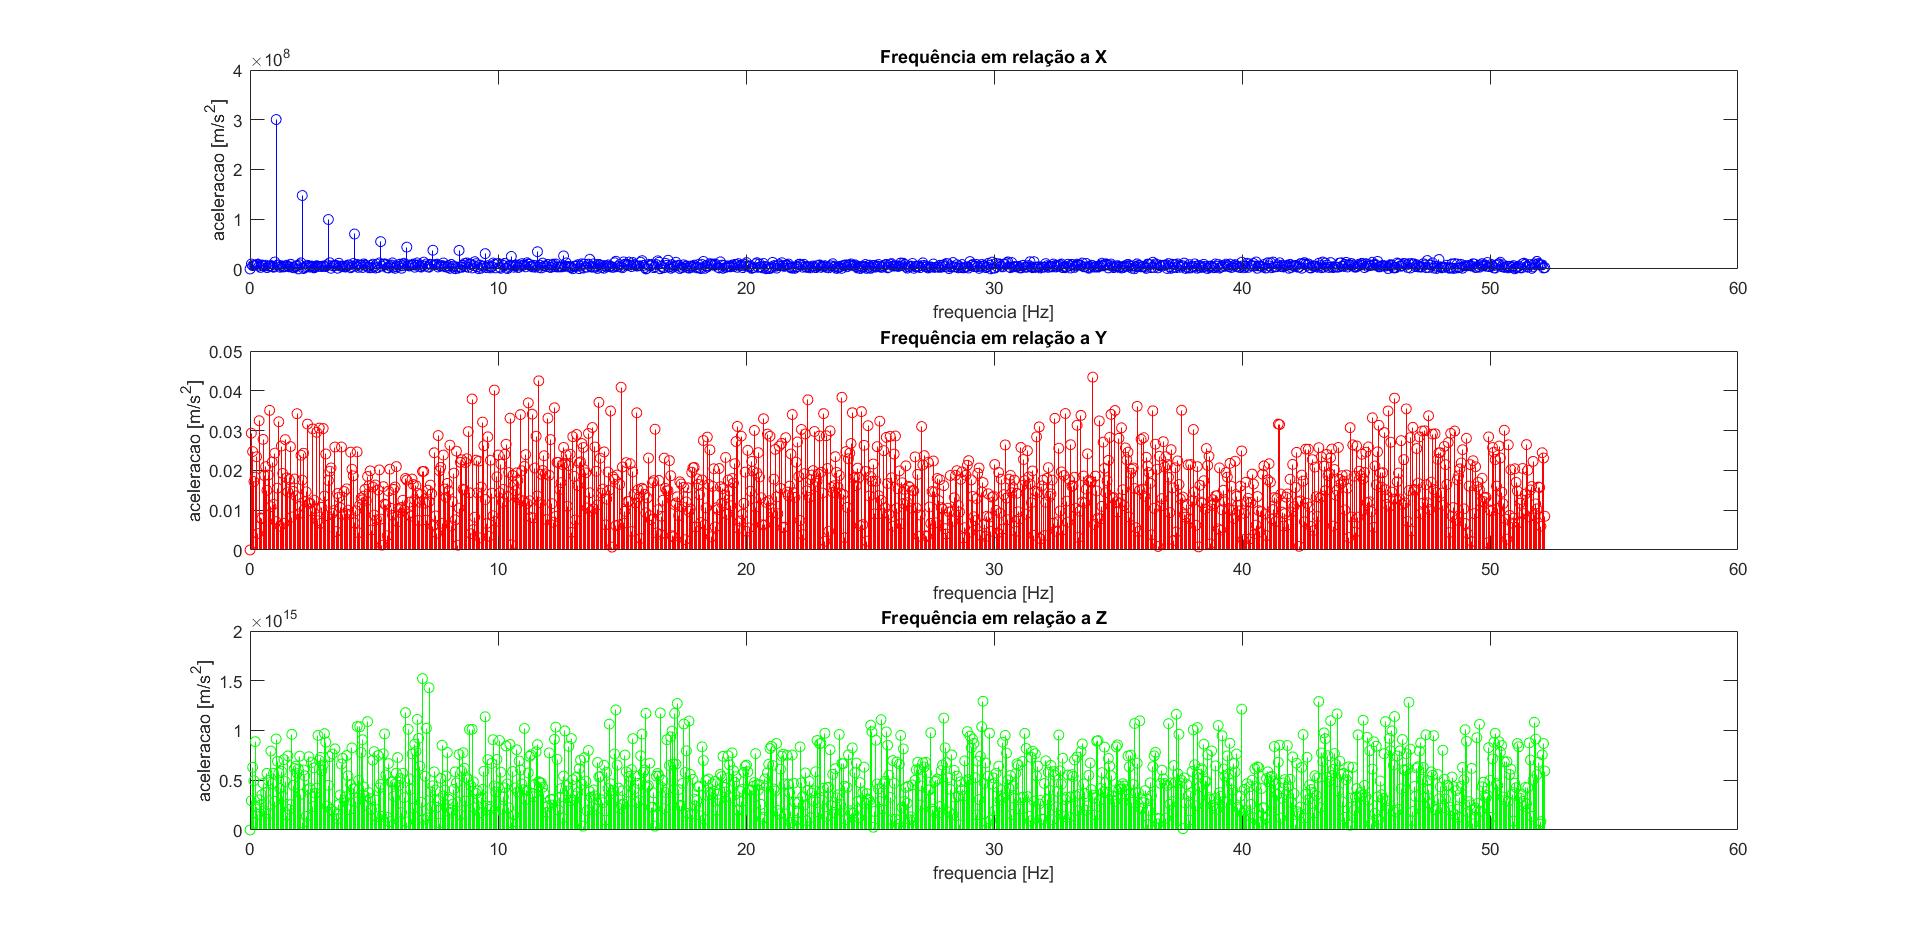 Frequência em relação a X
×10^8
aceleracao [m/s^2]
4
3
2
1
0
0 10 20 30 40 50 60
frequencia [Hz]
Frequência em relação a Y
aceleracao [m/s^2]
0.05
0.04
0.03
0.02
0.01
0
0 10 20 30 40 50 60
frequencia [Hz]
Frequência em relação a Z
×10^15
aceleracao [m/s^2]
2
1.5
1
0.5
0
0 10 20 30 40 50 60
frequencia [Hz]